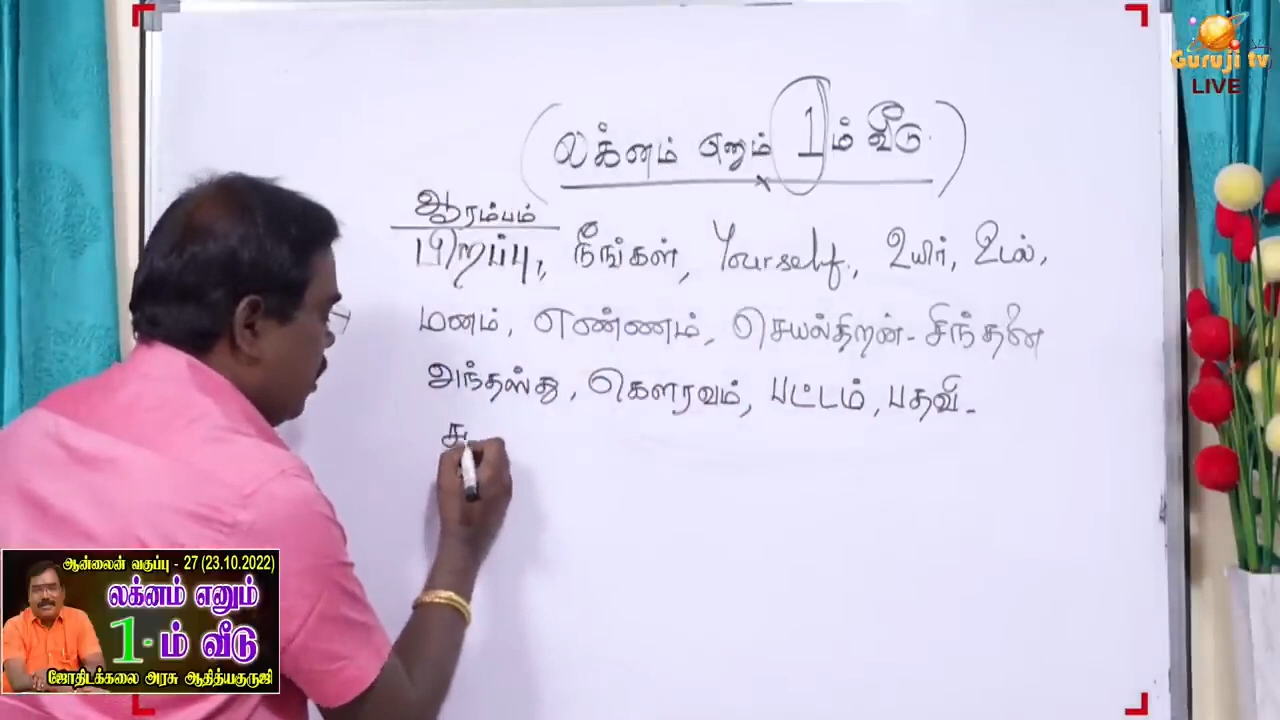 Guruji tv
LIVE
(லக்னம் எனும் 1ம் வீடு.)
ஆரம்பம்
பிறப்பு, நீங்கள், Yourself, உயிர், உடல்,
மனம், எண்ணம், செயல்திறன்- சிந்தனை
அந்தஸ்து, கௌரவம், பட்டம், பதவி-
ஆன்லைன் வகுப்பு - 27 (23.10.2022)
லக்னம் எனும்
1-ம் வீடு
ஜோதிடக்கலை அரசு ஆதித்யகுருஜி